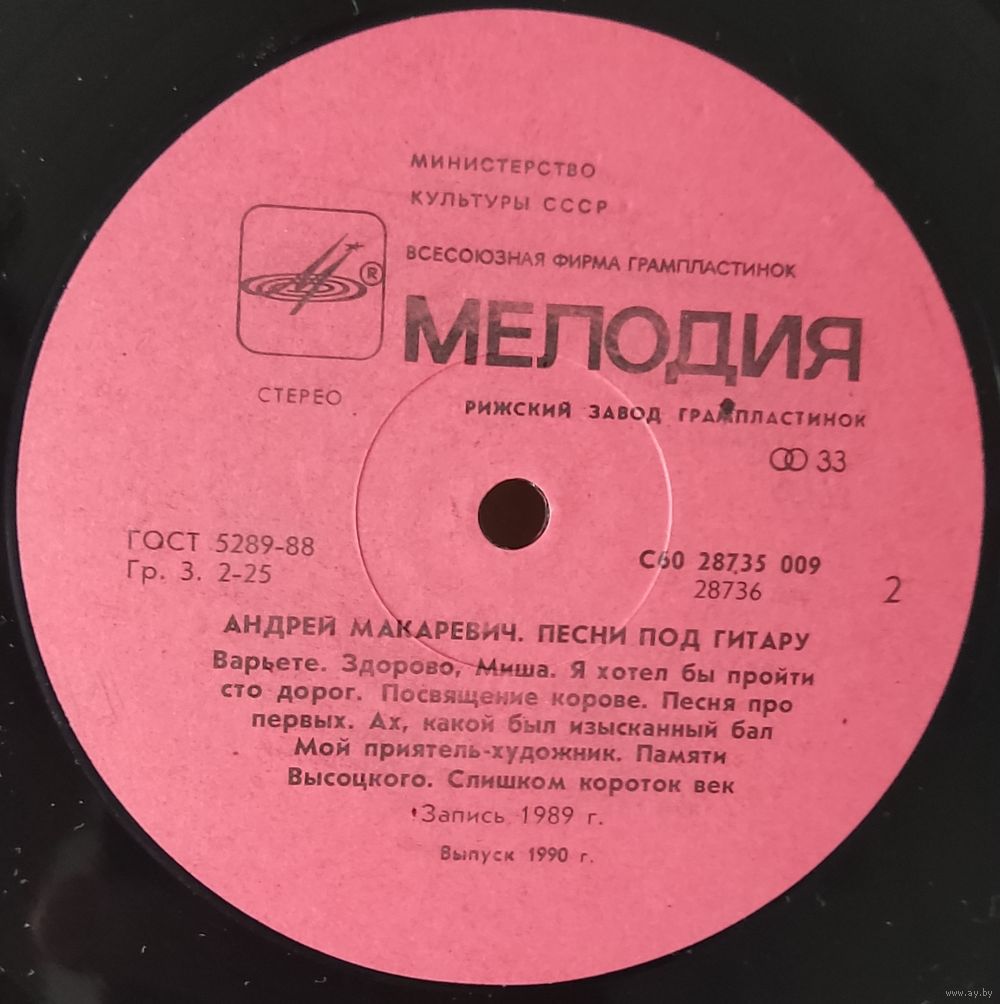 МИНИСТЕРСТВО
КУЛЬТУРЫ СССР
ВСЕСОЮЗНАЯ ФИРМА ГРАМПЛАСТИНОК
®
МЕЛОДИЯ
СТЕРЕО
РИЖСКИЙ ЗАВОД ГРАМПЛАСТИНОК
33
ГОСТ 5289-88
Гр. 3. 2-25
С60 28735 009
28736
2
АНДРЕЙ МАКАРЕВИЧ. ПЕСНИ ПОД ГИТАРУ
Варьете. Здорово, Миша. Я хотел бы пройти
сто дорог. Посвящение корове. Песня про
первых. Ах, какой был изысканный бал
Мой приятель-художник. Памяти
Высоцкого. Слишком короток век
Запись 1989 г.
Выпуск 1990 г.
www.ay.by